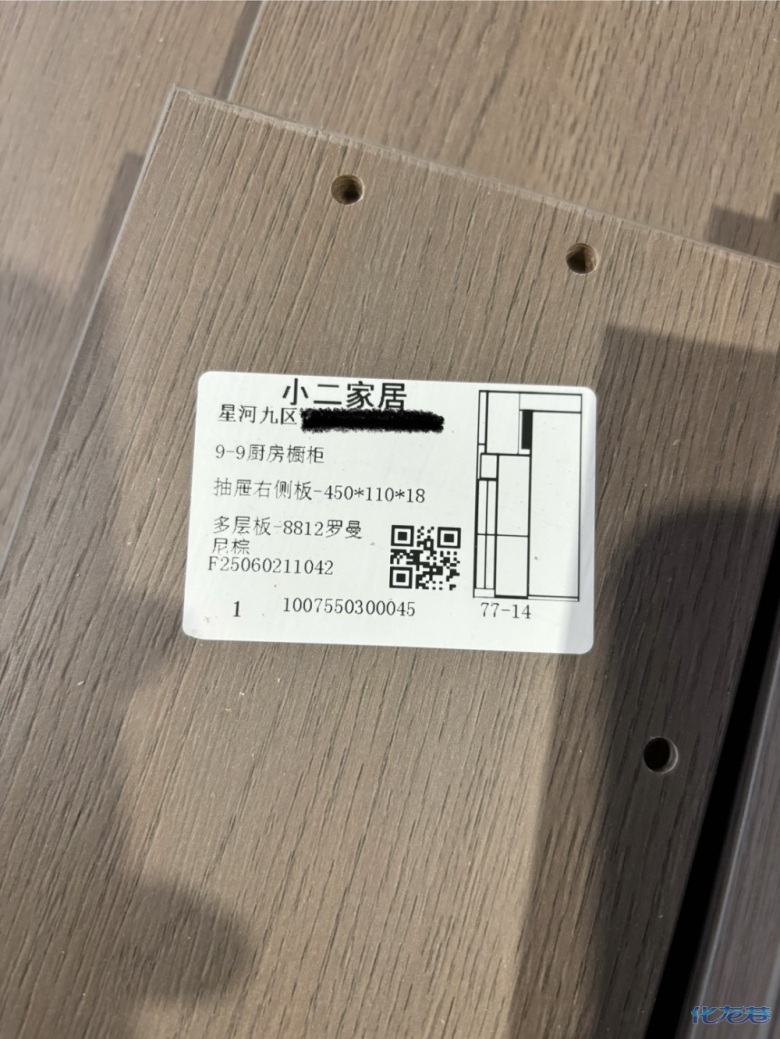 小二家居
星河九区
9-9厨房橱柜
抽屉右侧板-450*110*18
多层板-8812罗曼
尼棕
F25060211042
1 1007550300045 77-14
化龙巷